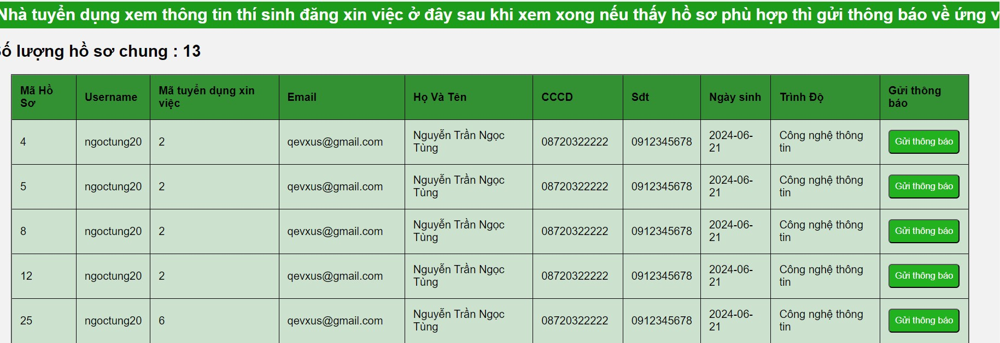 Nhà tuyển dụng xem thông tin thí sinh đăng xin việc ở đây sau khi xem xong nếu thấy hồ sơ phù hợp thì gửi thông báo về ứng
lượng hồ sơ chung : 13
Mã Hồ Sơ Username Mã tuyển dụng xin việc Email Họ Và Tên CCCD Sđt Ngày sinh Trình Độ Gửi thông báo
4 ngoctung20 2 qevxus@gmail.com Nguyễn Trần Ngọc Tùng 08720322222 0912345678 2024-06-21 Công nghệ thông tin Gửi thông báo
5 ngoctung20 2 qevxus@gmail.com Nguyễn Trần Ngọc Tùng 08720322222 0912345678 2024-06-21 Công nghệ thông tin Gửi thông báo
8 ngoctung20 2 qevxus@gmail.com Nguyễn Trần Ngọc Tùng 08720322222 0912345678 2024-06-21 Công nghệ thông tin Gửi thông báo
12 ngoctung20 2 qevxus@gmail.com Nguyễn Trần Ngọc Tùng 08720322222 0912345678 2024-06-21 Công nghệ thông tin Gửi thông báo
25 ngoctung20 6 qevxus@gmail.com Nguyễn Trần Ngọc Tùng 08720322222 0912345678 2024-06-21 Công nghệ thông tin Gửi thông báo